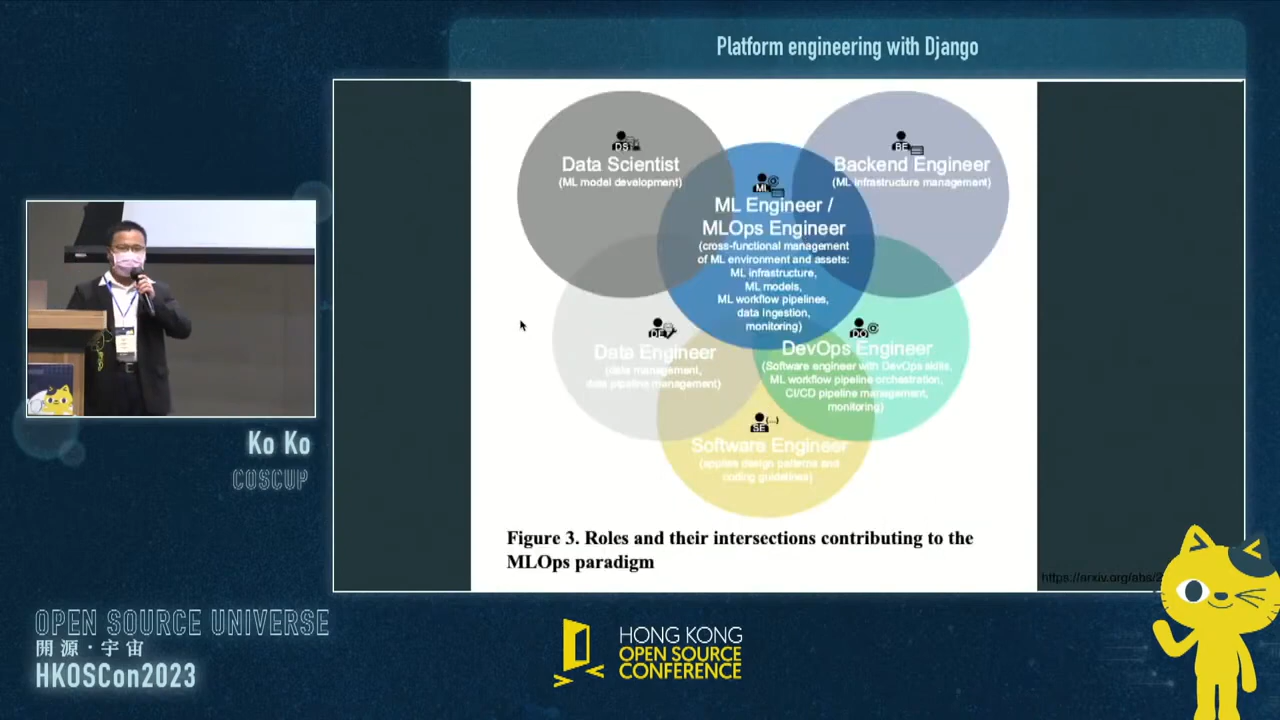 Platform engineering with Django
DS
Data Scientist
(ML model development)
BE
Backend Engineer
(ML infrastructure management)
ML
ML Engineer /
MLOps Engineer
(cross-functional management
of ML environment and assets:
ML infrastructure,
ML models,
ML workflow pipelines,
data Ingestion,
monitoring)
DE
Data Engineer
(data management,
data pipeline management)
DO
DevOps Engineer
(Software engineer with DevOps skills,
ML workflow pipeline orchestration,
CI/CD pipeline management,
monitoring)
SE
Software Engineer
(applies design patterns and
coding guidelines)
Figure 3. Roles and their intersections contributing to the
MLOps paradigm
https://arxiv.org/abs/2
Ko Ko
COSCUP
OPEN SOURCE UNIVERSE
開源·宇宙
HKOSCon2023
HONG KONG
OPEN SOURCE
CONFERENCE